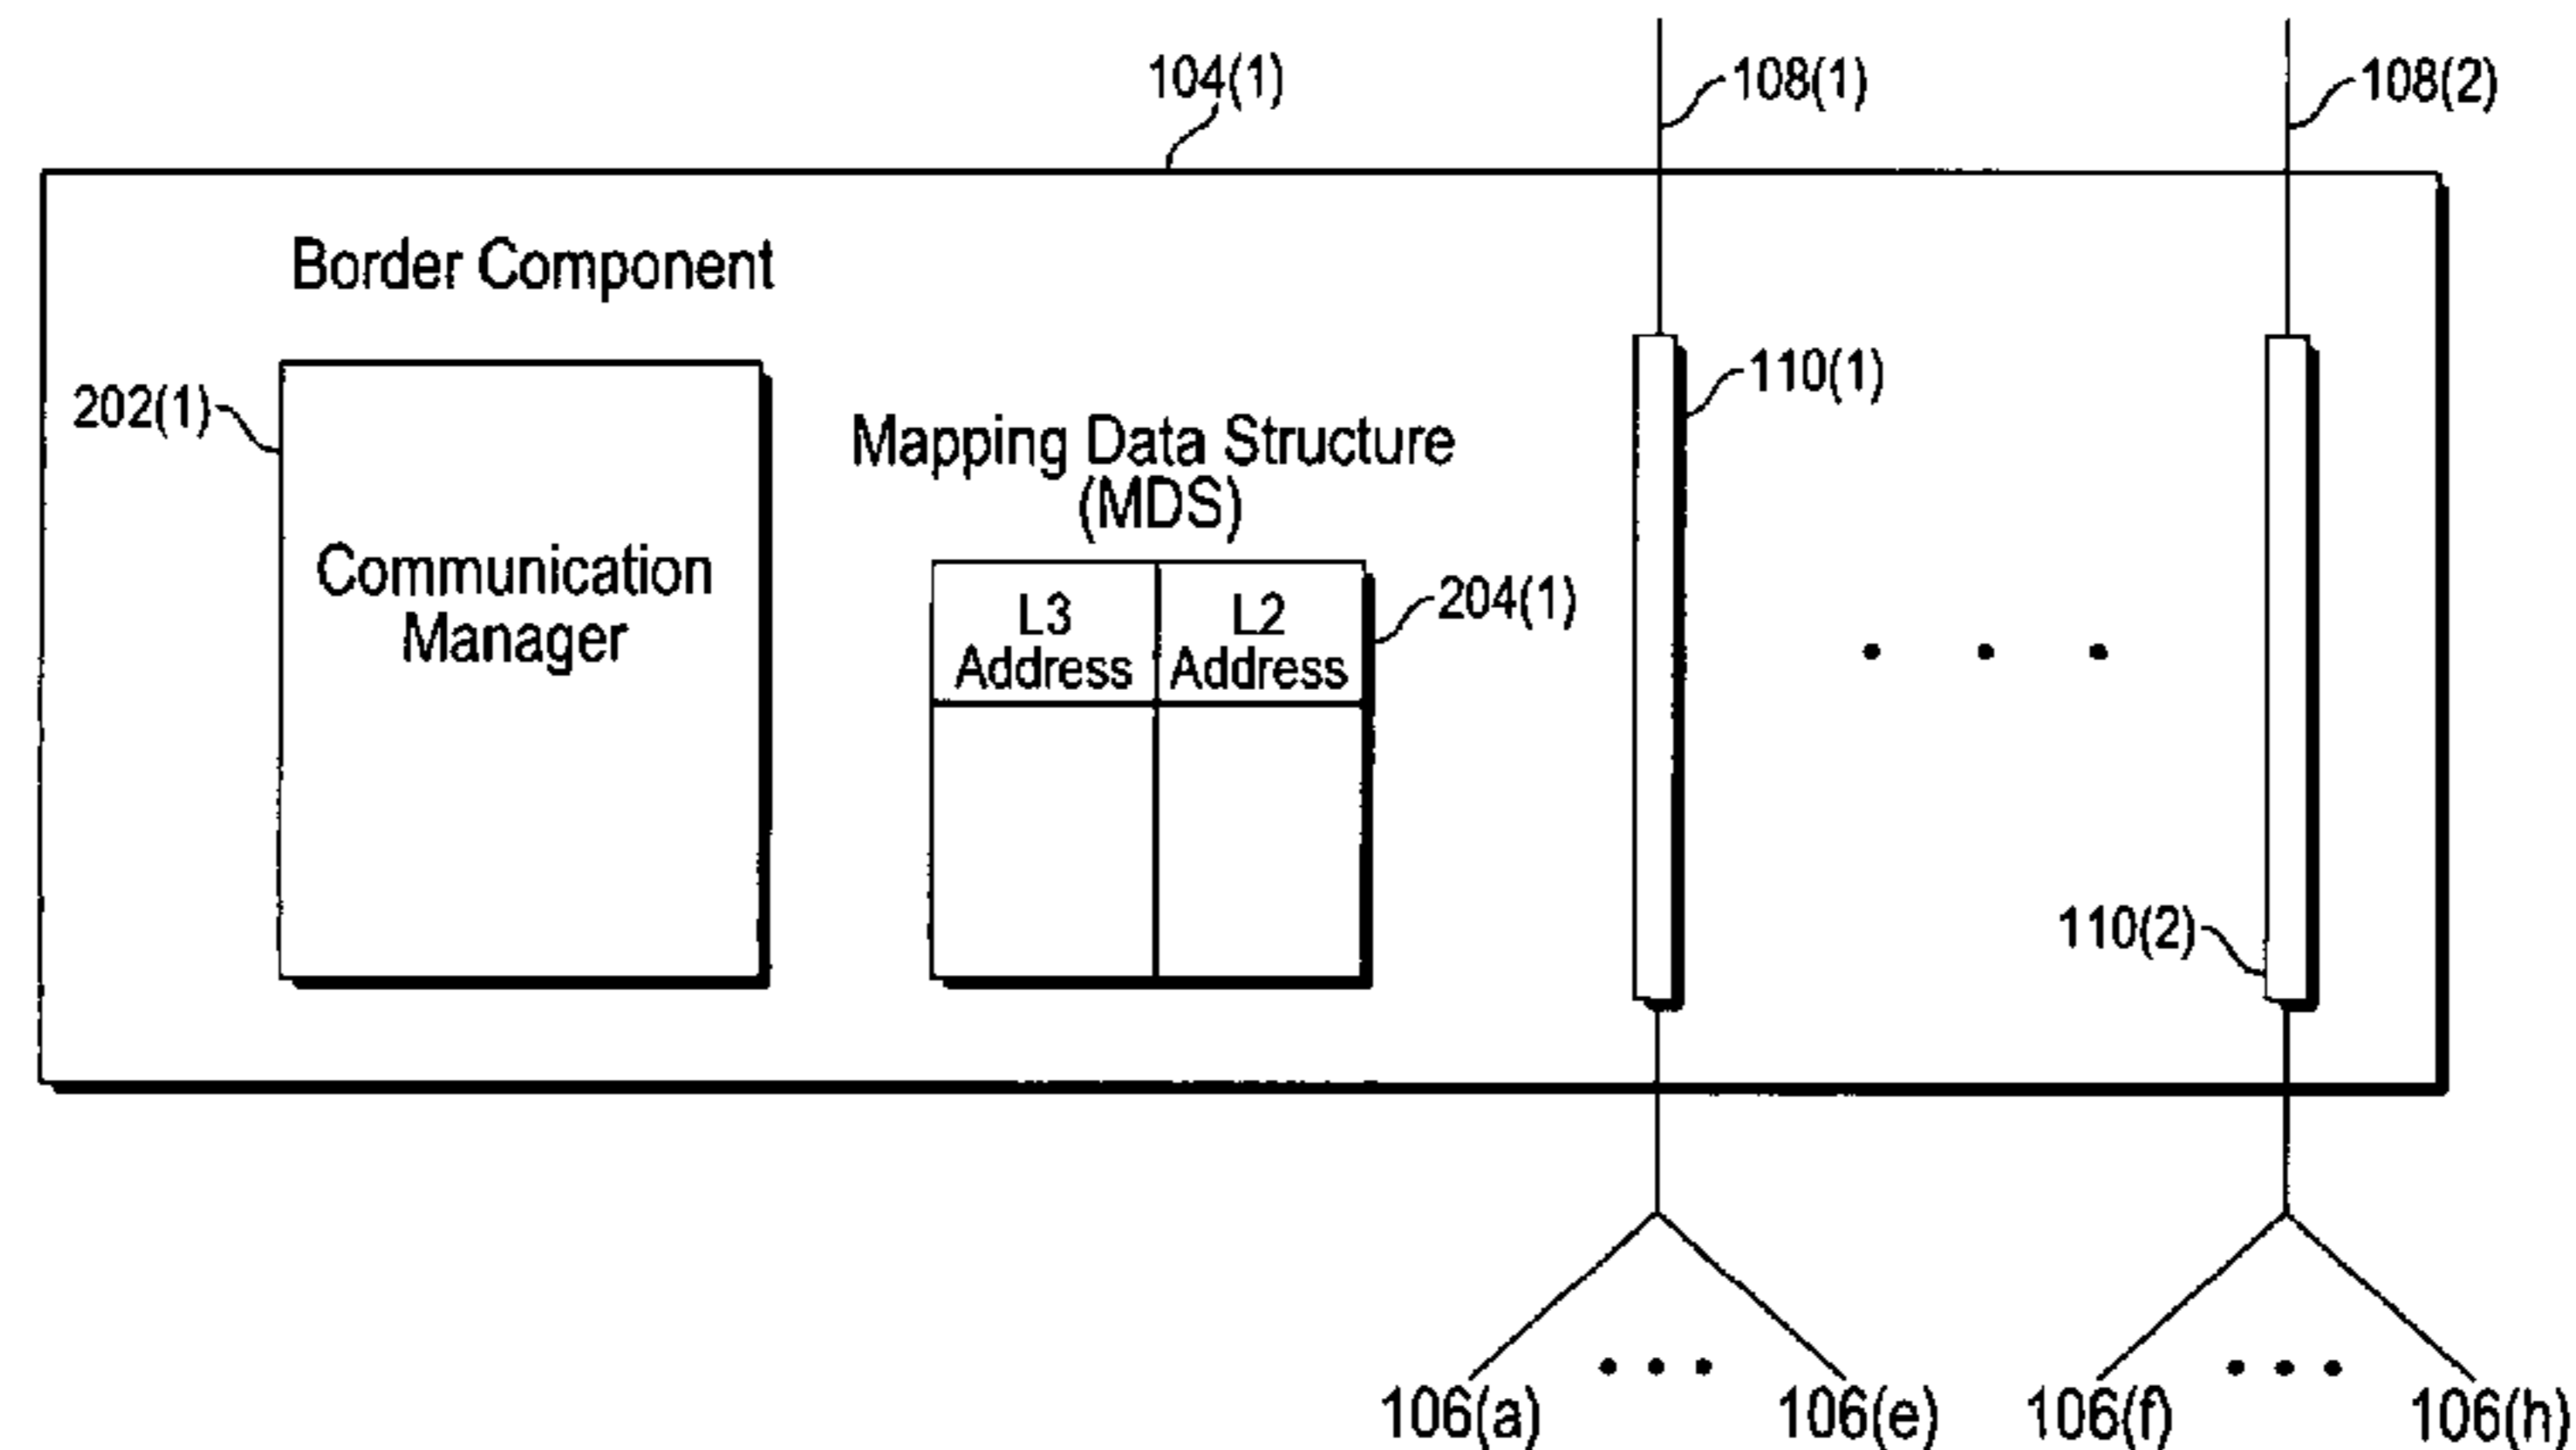 104(1)
108(1)
108(2)
Border Component
202(1)
Communication
Manager
Mapping Data Structure
(MDS)
L3
Address
L2
Address
204(1)
110(1)
110(2)
106(a)
106(e)
106(f)
106(h)